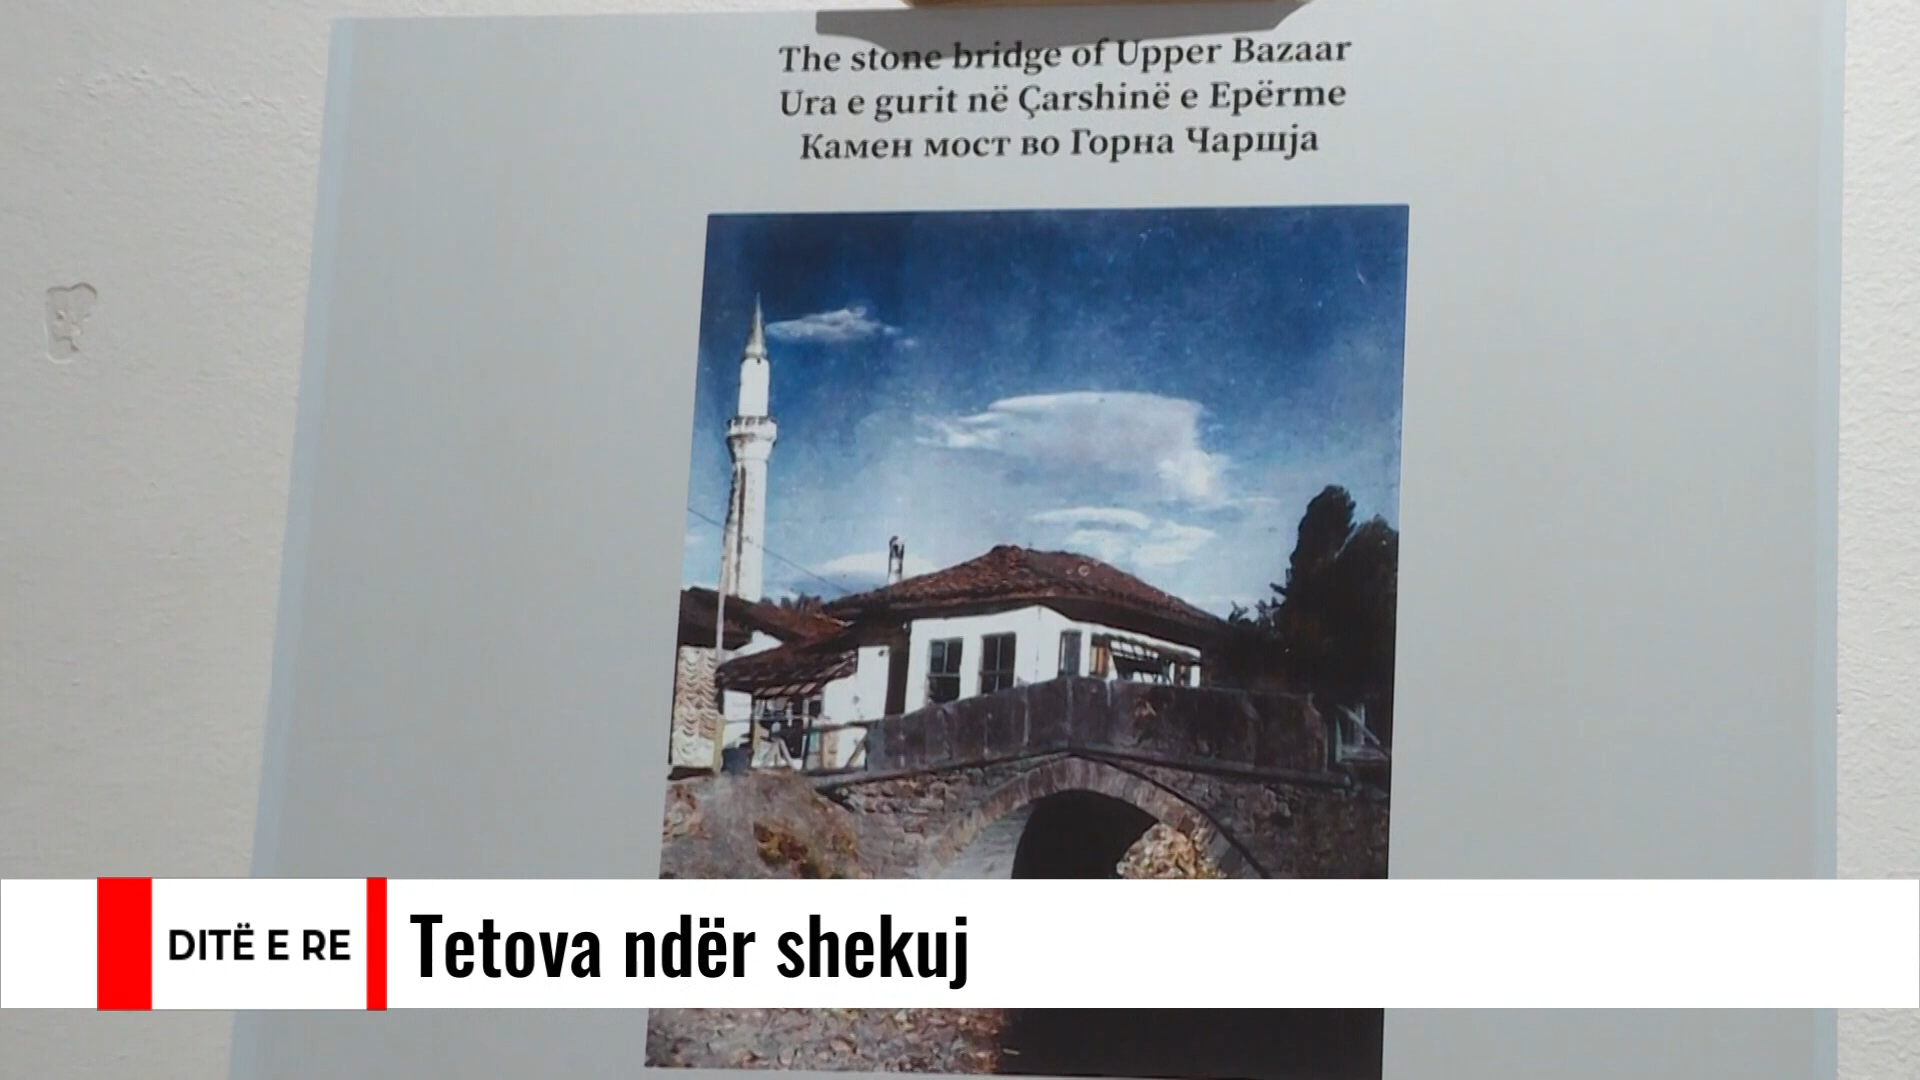 The stone bridge of Upper Bazaar
Ura e gurit në Çarshinë e Epërme
Камен мост во Горна Чаршја
DITË E RE
Tetova ndër shekuj